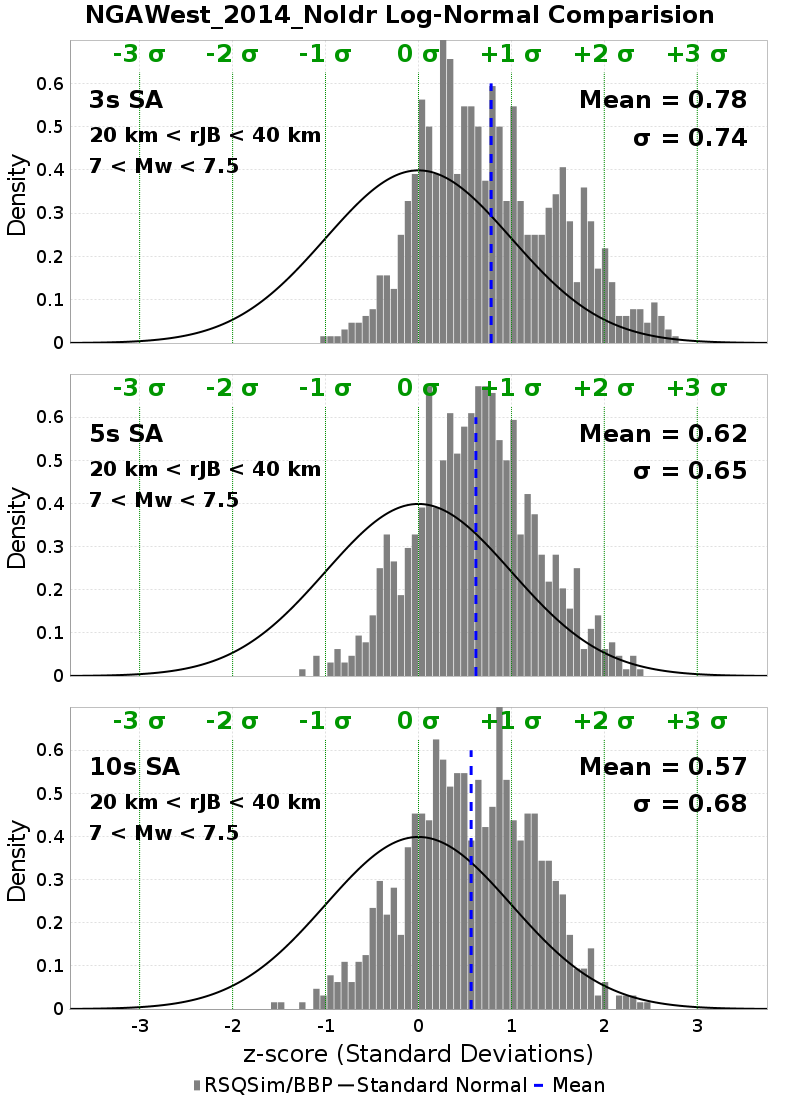 NGAWest_2014_NoIdr Log-Normal Comparision
-3 σ -2 σ -1 σ 0 σ +1 σ +2 σ +3 σ
0.6
3s SA Mean = 0.78
0.5
20 km < rJB < 40 km σ = 0.74
0.4
7 < Mw < 7.5
0.3
0.2
0.1
0
Density
-3 σ -2 σ -1 σ 0 σ +1 σ +2 σ +3 σ
0.6
5s SA Mean = 0.62
0.5
20 km < rJB < 40 km σ = 0.65
0.4
7 < Mw < 7.5
0.3
0.2
0.1
0
Density
-3 σ -2 σ -1 σ 0 σ +1 σ +2 σ +3 σ
0.6
10s SA Mean = 0.57
0.5
20 km < rJB < 40 km σ = 0.68
0.4
7 < Mw < 7.5
0.3
0.2
0.1
0
Density
-3 -2 -1 0 1 2 3
z-score (Standard Deviations)
RSQSim/BBP Standard Normal Mean